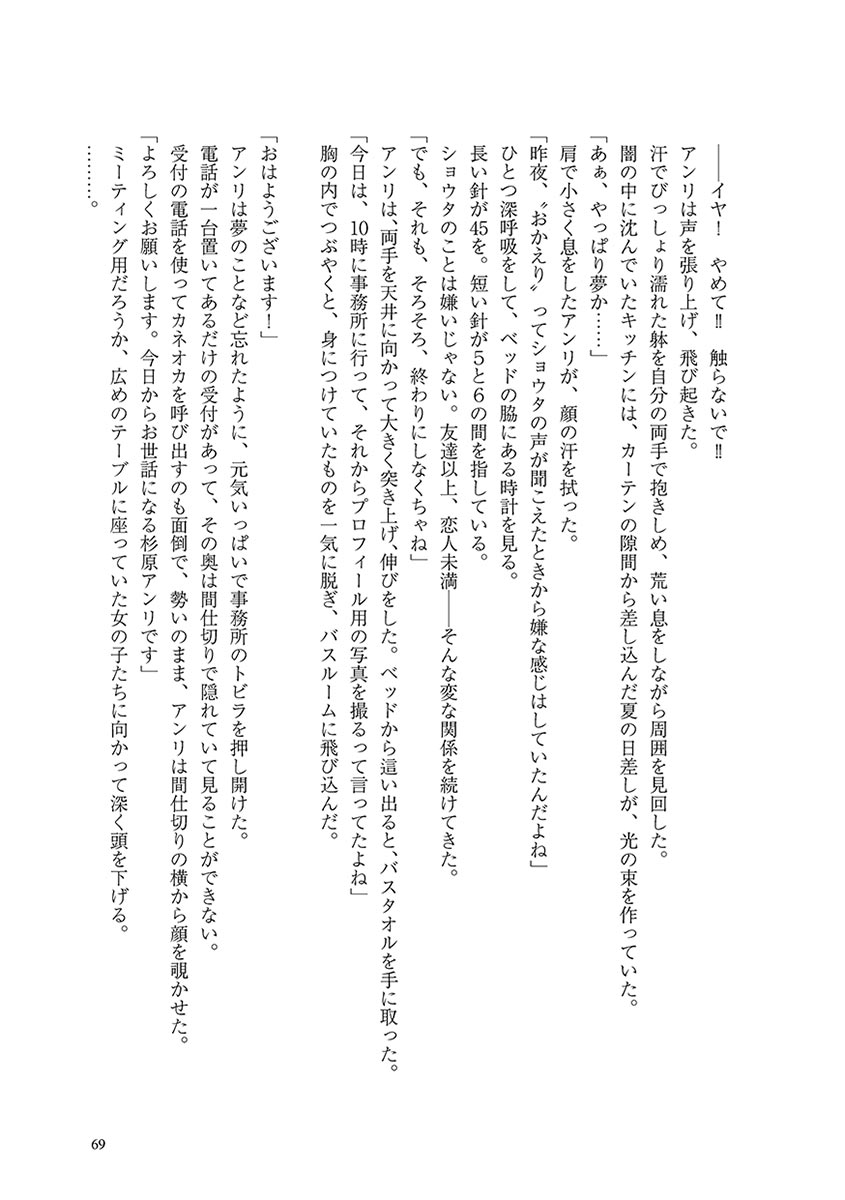 ――イヤ!　やめて!!　触らないで!!
アンリは声を張り上げ、飛び起きた。
汗でびっしょり濡れた躰を自分の両手で抱きしめ、荒い息をしながら周囲を見回した。
闇の中に沈んでいたキッチンには、カーテンの隙間から差し込んだ夏の日差しが、光の束を作っていた。
「あぁ、やっぱり夢か……」
肩で小さく息をしたアンリが、顔の汗を拭った。
「昨夜、〝おかえり〟ってショウタの声が聞こえたときから嫌な感じはしていたんだよね」
ひとつ深呼吸をして、ベッドの脇にある時計を見る。
長い針が45を。短い針が5と6の間を指している。
ショウタのことは嫌いじゃない。友達以上、恋人未満――そんな変な関係を続けてきた。
「でも、それも、そろそろ、終わりにしなくちゃね」
アンリは、両手を天井に向かって大きく突き上げ、伸びをした。ベッドから這い出ると、バスタオルを手に取った。
「今日は、10時に事務所に行って、それからプロフィール用の写真を撮るって言ってたよね」
胸の内でつぶやくと、身につけていたものを一気に脱ぎ、バスルームに飛び込んだ。
「おはようございます!」
アンリは夢のことなど忘れたように、元気いっぱいで事務所のトビラを押し開けた。
電話が一台置いてあるだけの受付があって、その奥は間仕切りで隠れていて見ることができない。
受付の電話を使ってカネオカを呼び出すのも面倒で、勢いのまま、アンリは間仕切りの横から顔を覗かせた。
「よろしくお願いします。今日からお世話になる杉原アンリです」
ミーティング用だろうか、広めのテーブルに座っていた女の子たちに向かって深く頭を下げる。
………。
69